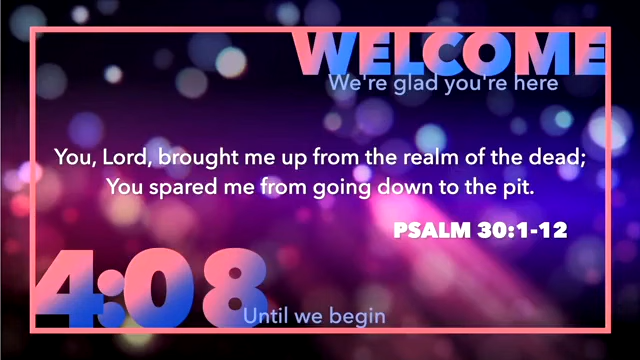 WELCOME
We're glad you're here
You, Lord, brought me up from the realm of the dead;
You spared me from going down to the pit.
PSALM 30:1-12
4:08
Until we begin